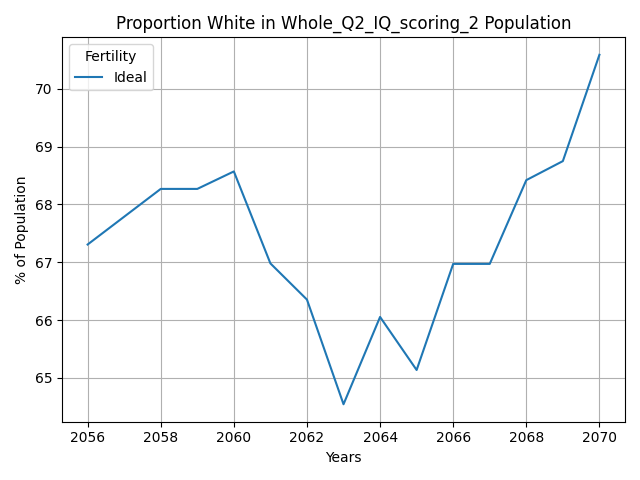 Proportion White in Whole_Q2_IQ_scoring_2 Population
Fertility
Ideal
70
69
68
67
66
65
% of Population
2056 2058 2060 2062 2064 2066 2068 2070
Years